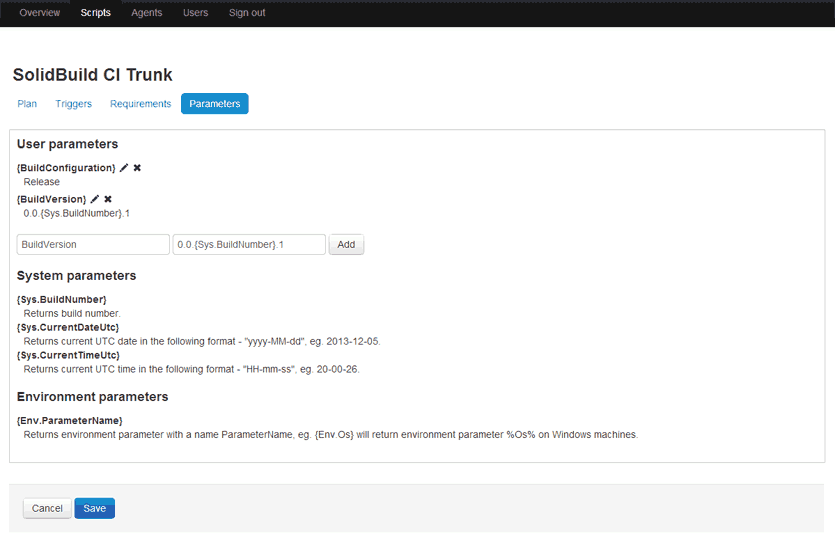 Overview Scripts Agents Users Sign out
SolidBuild CI Trunk
Plan Triggers Requirements Parameters
User parameters
{BuildConfiguration}
Release
{BuildVersion}
0.0.{Sys.BuildNumber}.1
BuildVersion 0.0.{Sys.BuildNumber}.1 Add
System parameters
{Sys.BuildNumber}
Returns build number.
{Sys.CurrentDateUtc}
Returns current UTC date in the following format - "yyyy-MM-dd", eg. 2013-12-05.
{Sys.CurrentTimeUtc}
Returns current UTC time in the following format - "HH-mm-ss", eg. 20-00-26.
Environment parameters
{Env.ParameterName}
Returns environment parameter with a name ParameterName, eg. {Env.Os} will return environment parameter %Os% on Windows machines.
Cancel Save